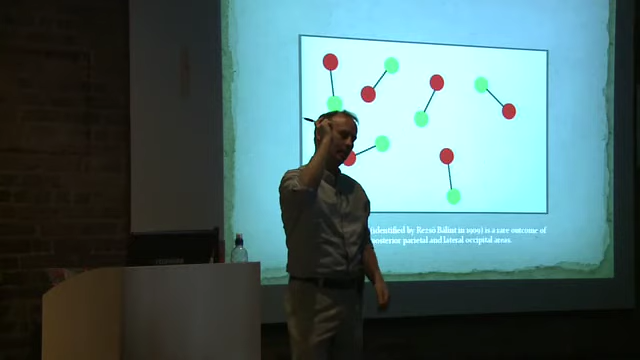 (identified by Rezső Bálint in 1909) is a rare outcome of
posterior parietal and lateral occipital areas.